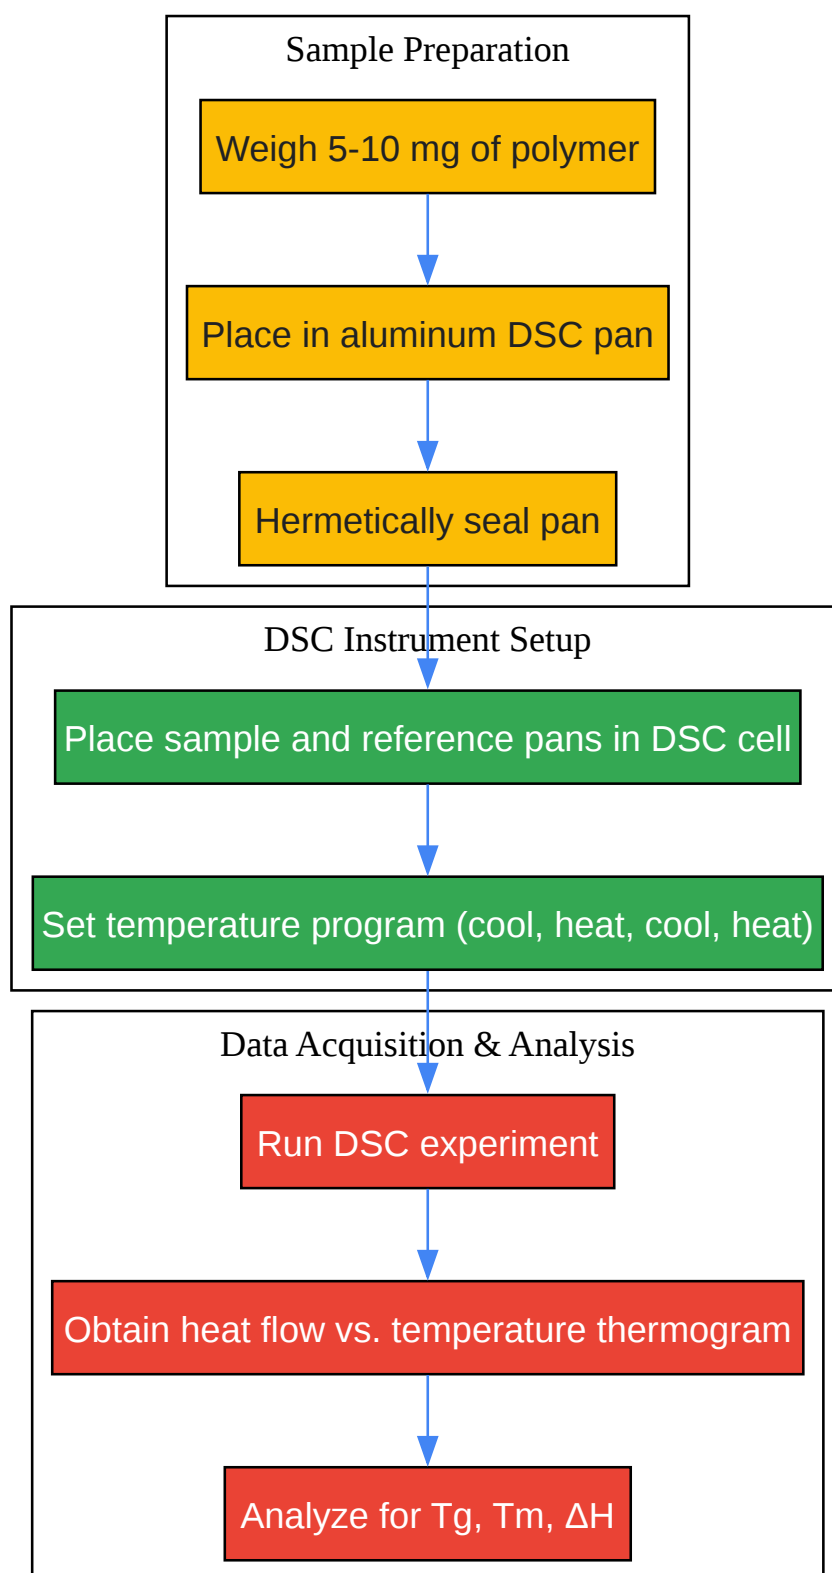 Sample Preparation
Weigh 5-10 mg of polymer
Place in aluminum DSC pan
Hermetically seal pan
DSC Instrument Setup
Place sample and reference pans in DSC cell
Set temperature program (cool, heat, cool, heat)
Data Acquisition & Analysis
Run DSC experiment
Obtain heat flow vs. temperature thermogram
Analyze for Tg, Tm, ΔH